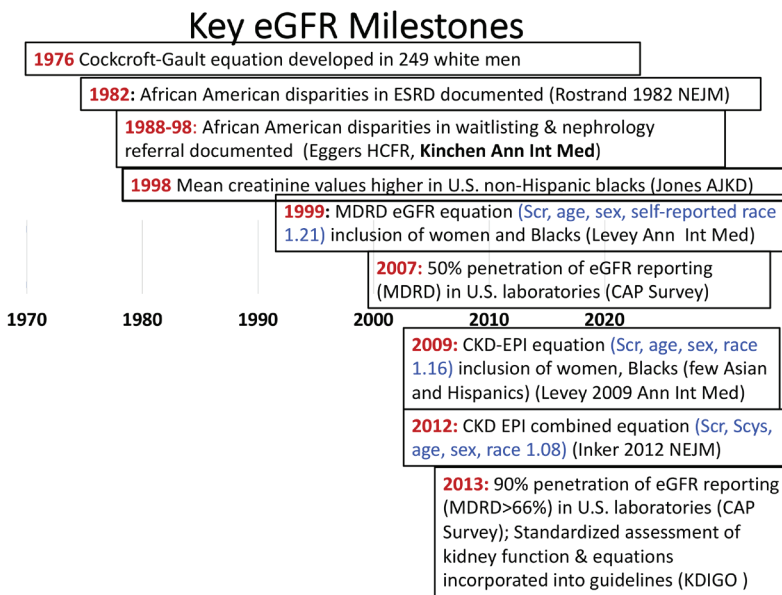 Key eGFR Milestones
1976 Cockcroft-Gault equation developed in 249 white men
1982: African American disparities in ESRD documented (Rostrand 1982 NEJM)
1988-98: African American disparities in waitlisting & nephrology
referral documented (Eggers HCFR, Kinchen Ann Int Med)
1998 Mean creatinine values higher in U.S. non-Hispanic blacks (Jones AJKD)
1999: MDRD eGFR equation (Scr, age, sex, self-reported race
1.21) inclusion of women and Blacks (Levey Ann Int Med)
2007: 50% penetration of eGFR reporting
(MDRD) in U.S. laboratories (CAP Survey)
1970 1980 1990 2000 2010 2020
2009: CKD-EPI equation (Scr, age, sex, race
1.16) inclusion of women, Blacks (few Asian
and Hispanics) (Levey 2009 Ann Int Med)
2012: CKD EPI combined equation (Scr, Scys,
age, sex, race 1.08) (Inker 2012 NEJM)
2013: 90% penetration of eGFR reporting
(MDRD>66%) in U.S. laboratories (CAP
Survey); Standardized assessment of
kidney function & equations
incorporated into guidelines (KDIGO )